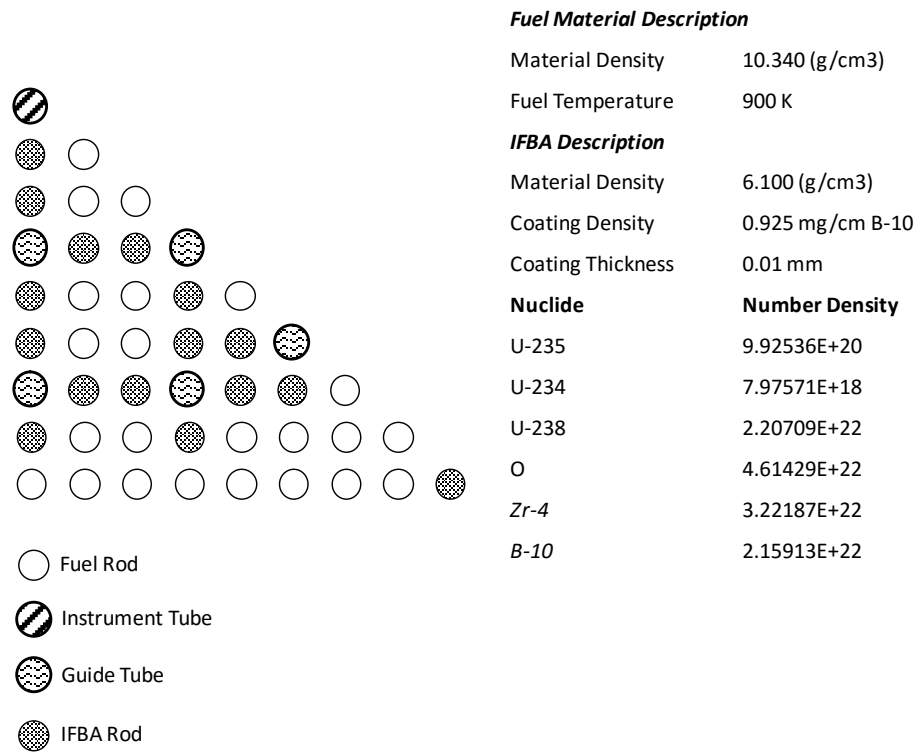 Fuel Material Description
Material Density 10.340 (g/cm3)
Fuel Temperature 900 K
IFBA Description
Material Density 6.100 (g/cm3)
Coating Density 0.925 mg/cm B-10
Coating Thickness 0.01 mm
Nuclide Number Density
U-235 9.92536E+20
U-234 7.97571E+18
U-238 2.20709E+22
O 4.61429E+22
Zr-4 3.22187E+22
B-10 2.15913E+22
Fuel Rod
Instrument Tube
Guide Tube
IFBA Rod